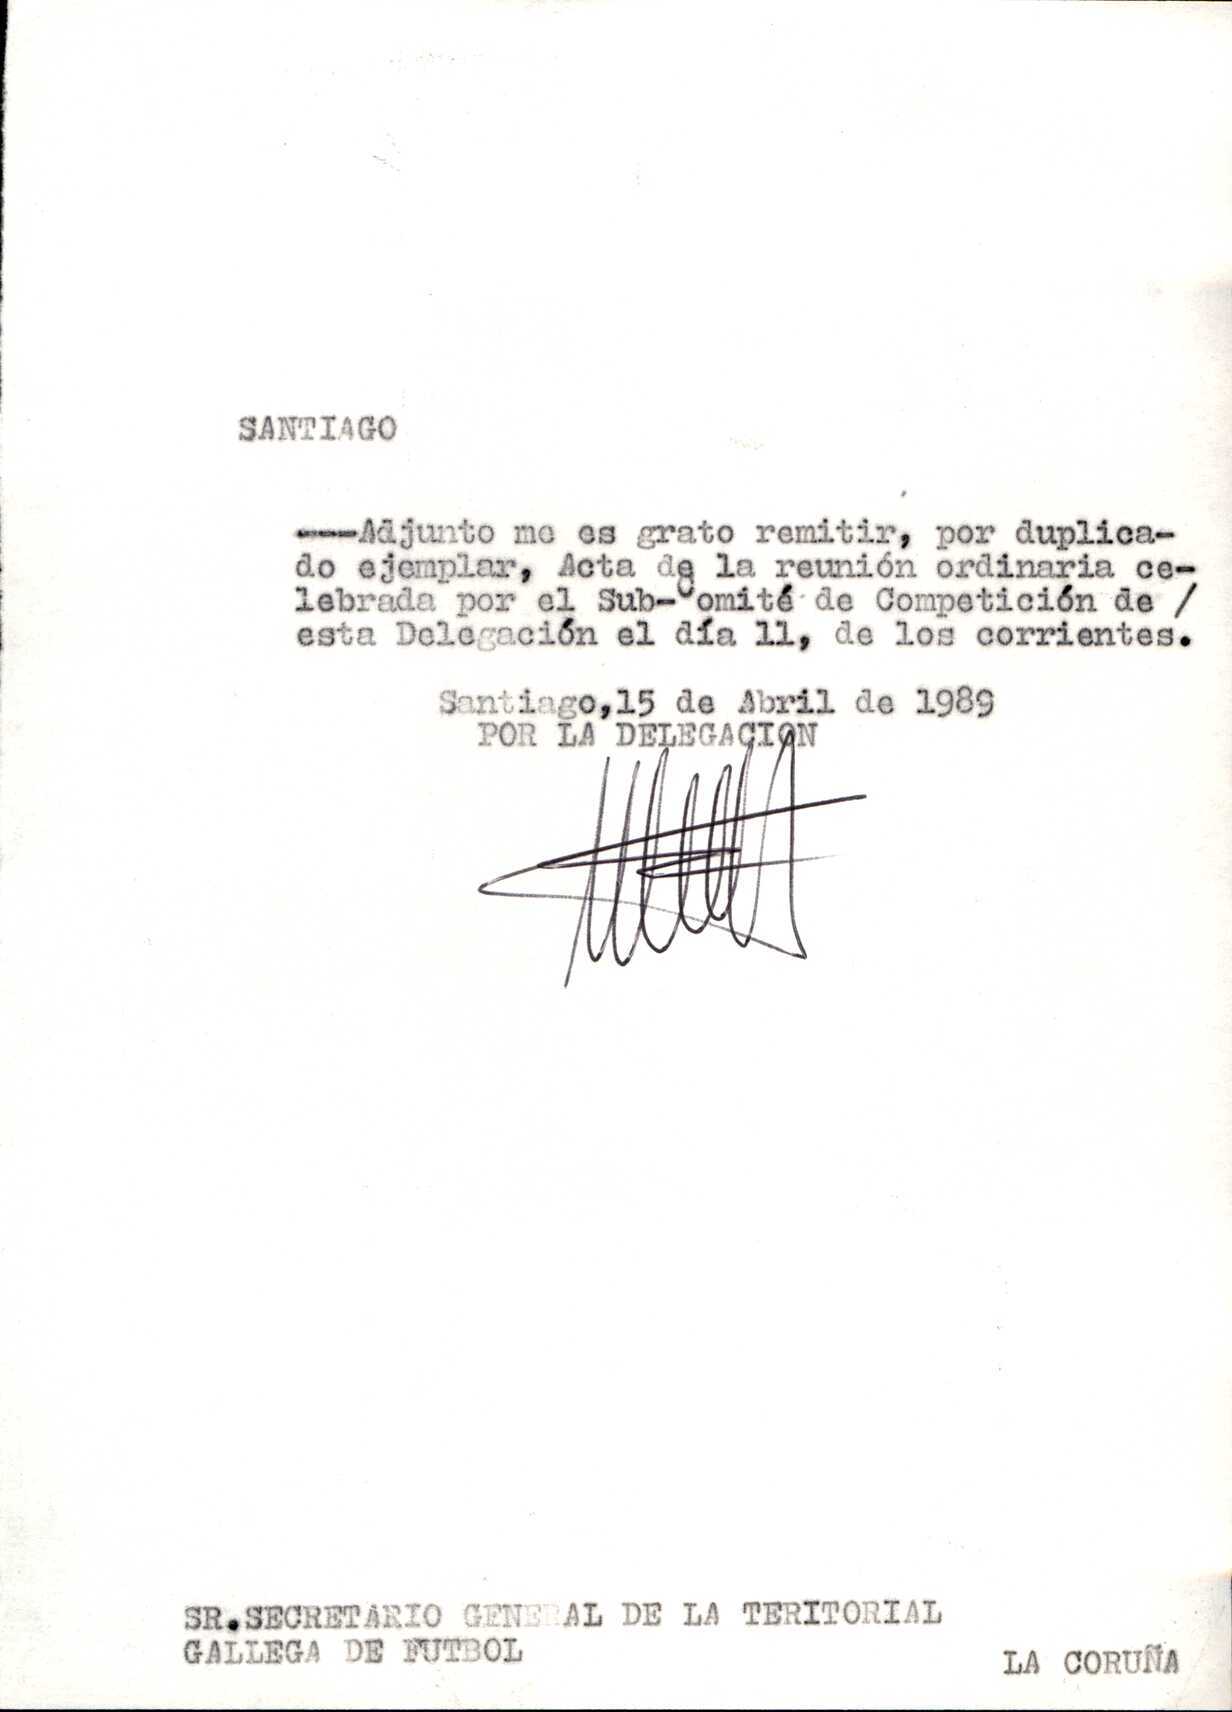 SANTIAGO
----Adjunto me es grato remitir, por duplica-
do ejemplar, Acta de la reunión ordinaria ce-
lebrada por el Sub-Comité de Competición de /
esta Delegación el día 11, de los corrientes.
Santiago,15 de Abril de 1989
POR LA DELEGACION
SR.SECRETARIO GENERAL DE LA TERITORIAL
GALLEGA DE FUTBOL
LA CORUÑA